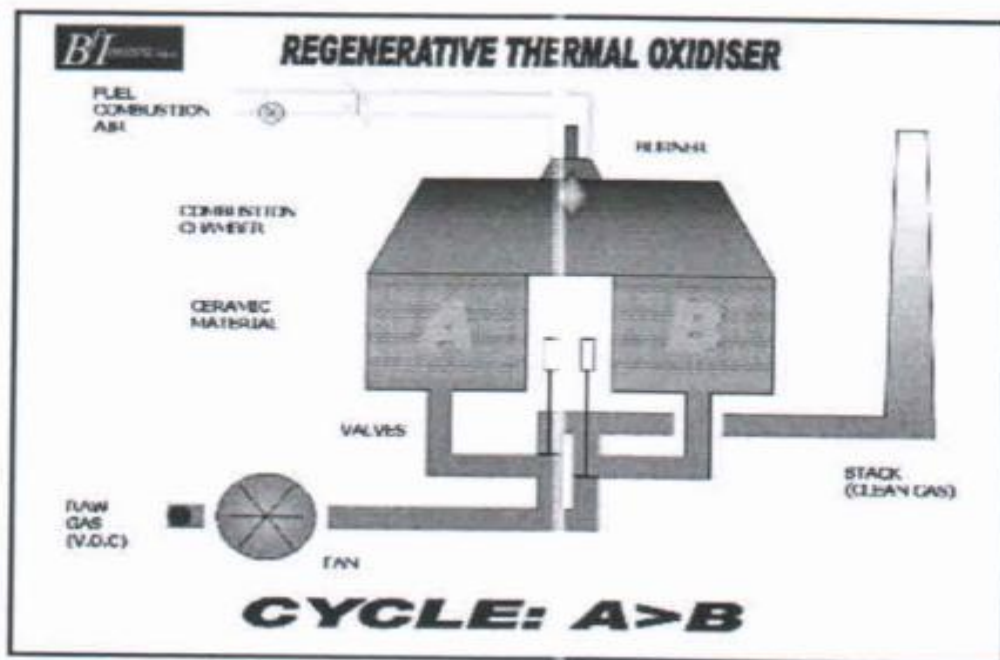 REGENERATIVE THERMAL OXIDISER
FUEL
COMBUSTION
AIR
BURNER
COMBUSTION
CHAMBER
CERAMIC
MATERIAL
A
B
VALVES
STACK
(CLEAN GAS)
RAW
GAS
(V.O.C)
FAN
CYCLE: A>B